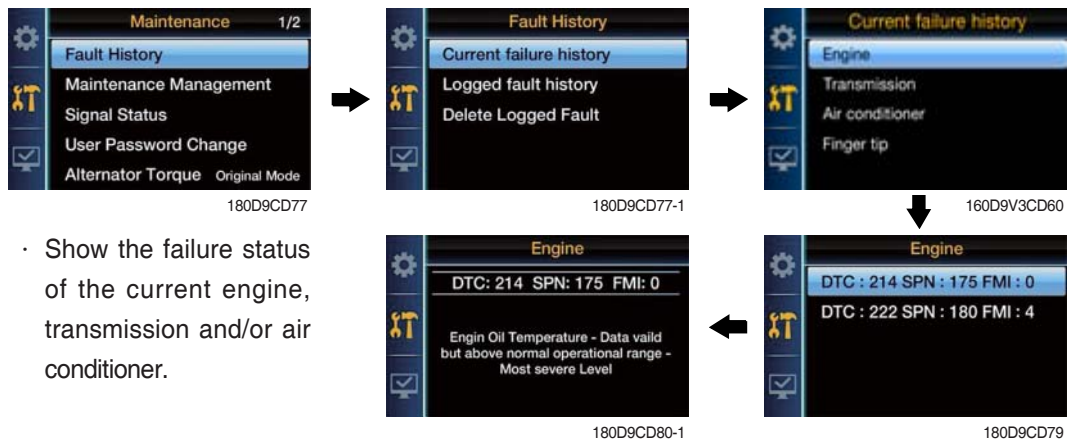 Maintenance 1/2
Fault History
Maintenance Management
Signal Status
User Password Change
Alternator Torque Original Mode
180D9CD77
Fault History
Current failure history
Logged fault history
Delete Logged Fault
180D9CD77-1
Current failure history
Engine
Transmission
Air conditioner
Finger tip
160D9V3CD60
· Show the failure status
of the current engine,
transmission and/or air
conditioner.
Engine
DTC: 214 SPN: 175 FMI: 0
Engin Oil Temperature - Data vaild
but above normal operational range -
Most severe Level
180D9CD80-1
Engine
DTC : 214 SPN : 175 FMI : 0
DTC : 222 SPN : 180 FMI : 4
180D9CD79